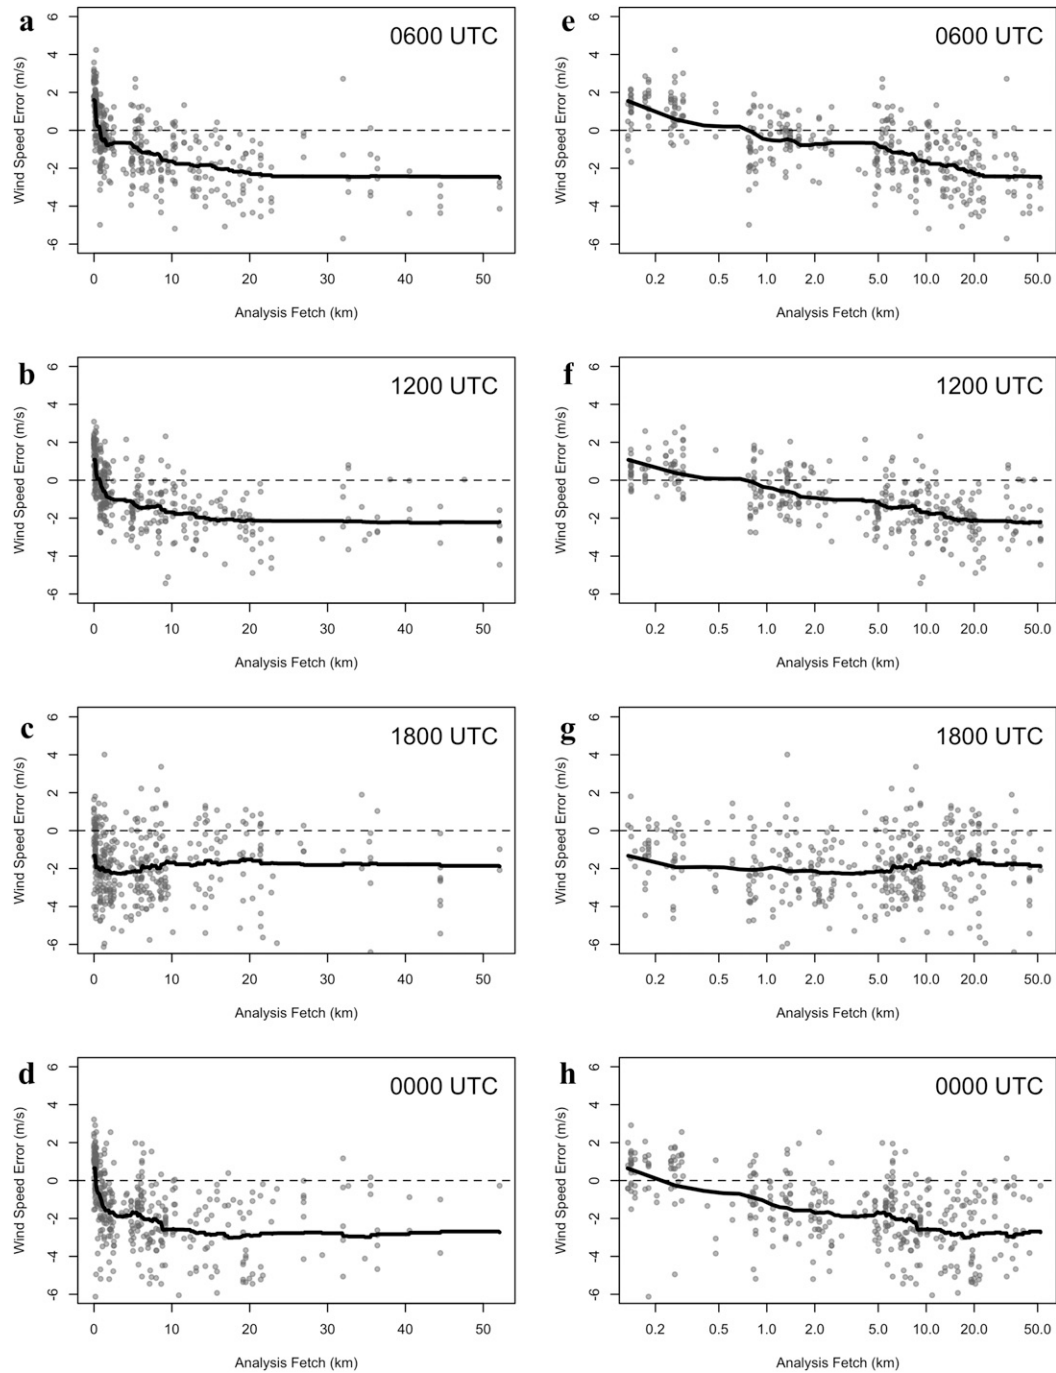 a
0600 UTC
Wind Speed Error (m/s)
6
4
2
0
-2
-4
-6
0 10 20 30 40 50
Analysis Fetch (km)
e
0600 UTC
Wind Speed Error (m/s)
6
4
2
0
-2
-4
-6
0.2 0.5 1.0 2.0 5.0 10.0 20.0 50.0
Analysis Fetch (km)
b
1200 UTC
Wind Speed Error (m/s)
6
4
2
0
-2
-4
-6
0 10 20 30 40 50
Analysis Fetch (km)
f
1200 UTC
Wind Speed Error (m/s)
6
4
2
0
-2
-4
-6
0.2 0.5 1.0 2.0 5.0 10.0 20.0 50.0
Analysis Fetch (km)
c
1800 UTC
Wind Speed Error (m/s)
6
4
2
0
-2
-4
-6
0 10 20 30 40 50
Analysis Fetch (km)
g
1800 UTC
Wind Speed Error (m/s)
6
4
2
0
-2
-4
-6
0.2 0.5 1.0 2.0 5.0 10.0 20.0 50.0
Analysis Fetch (km)
d
0000 UTC
Wind Speed Error (m/s)
6
4
2
0
-2
-4
-6
0 10 20 30 40 50
Analysis Fetch (km)
h
0000 UTC
Wind Speed Error (m/s)
6
4
2
0
-2
-4
-6
0.2 0.5 1.0 2.0 5.0 10.0 20.0 50.0
Analysis Fetch (km)